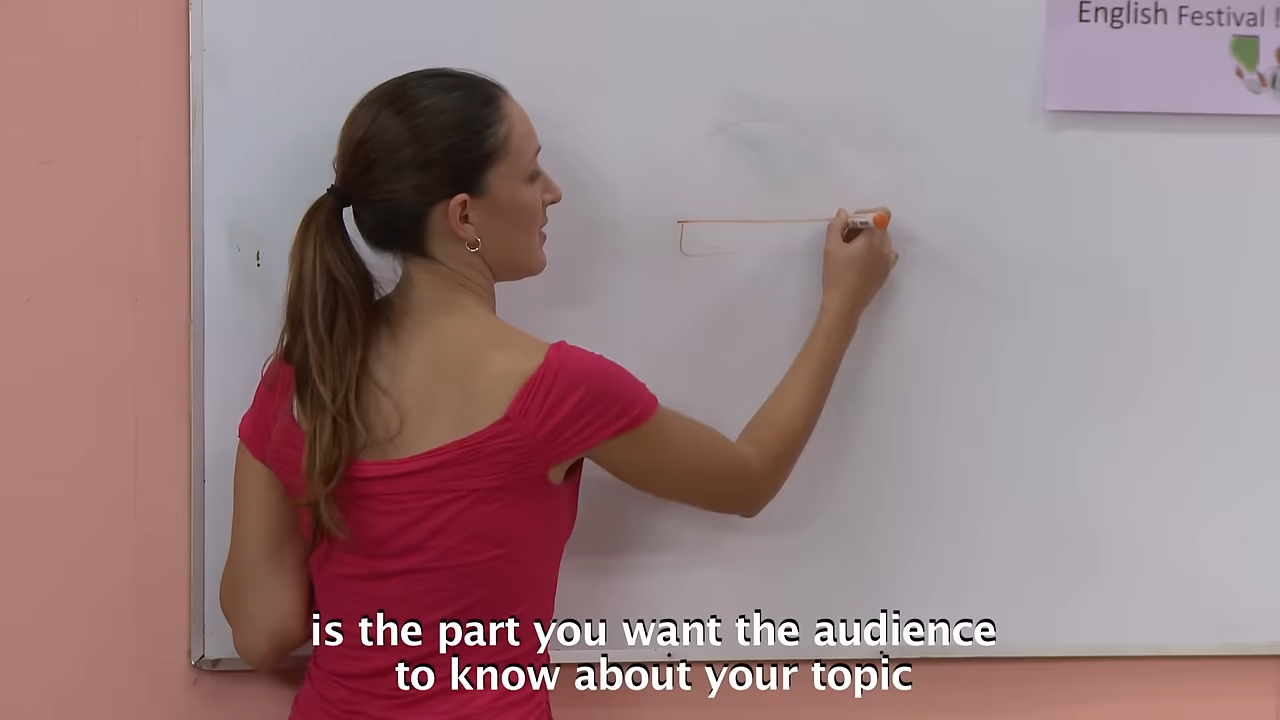 English Festival
is the part you want the audience
to know about your topic